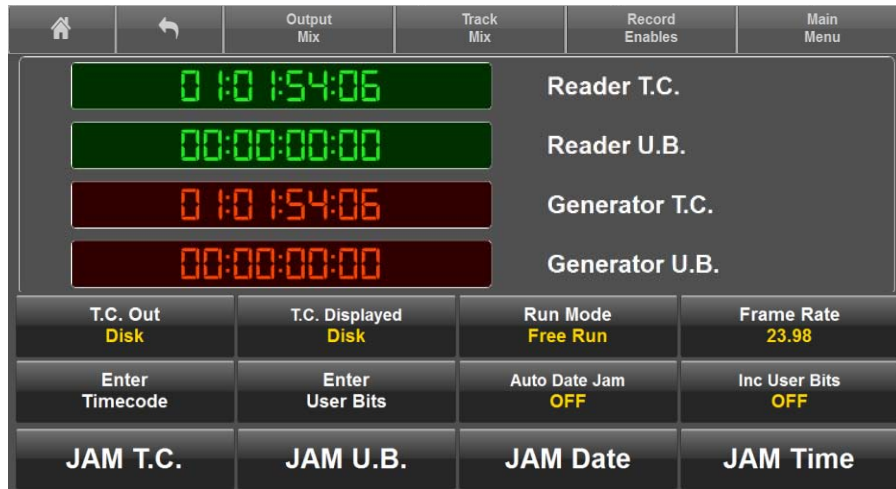 Output
Mix
Track
Mix
Record
Enables
Main
Menu
01:01:54:06
Reader T.C.
00:00:00:00
Reader U.B.
01:01:54:06
Generator T.C.
00:00:00:00
Generator U.B.
T.C. Out
Disk
T.C. Displayed
Disk
Run Mode
Free Run
Frame Rate
23.98
Enter
Timecode
Enter
User Bits
Auto Date Jam
OFF
Inc User Bits
OFF
JAM T.C.
JAM U.B.
JAM Date
JAM Time